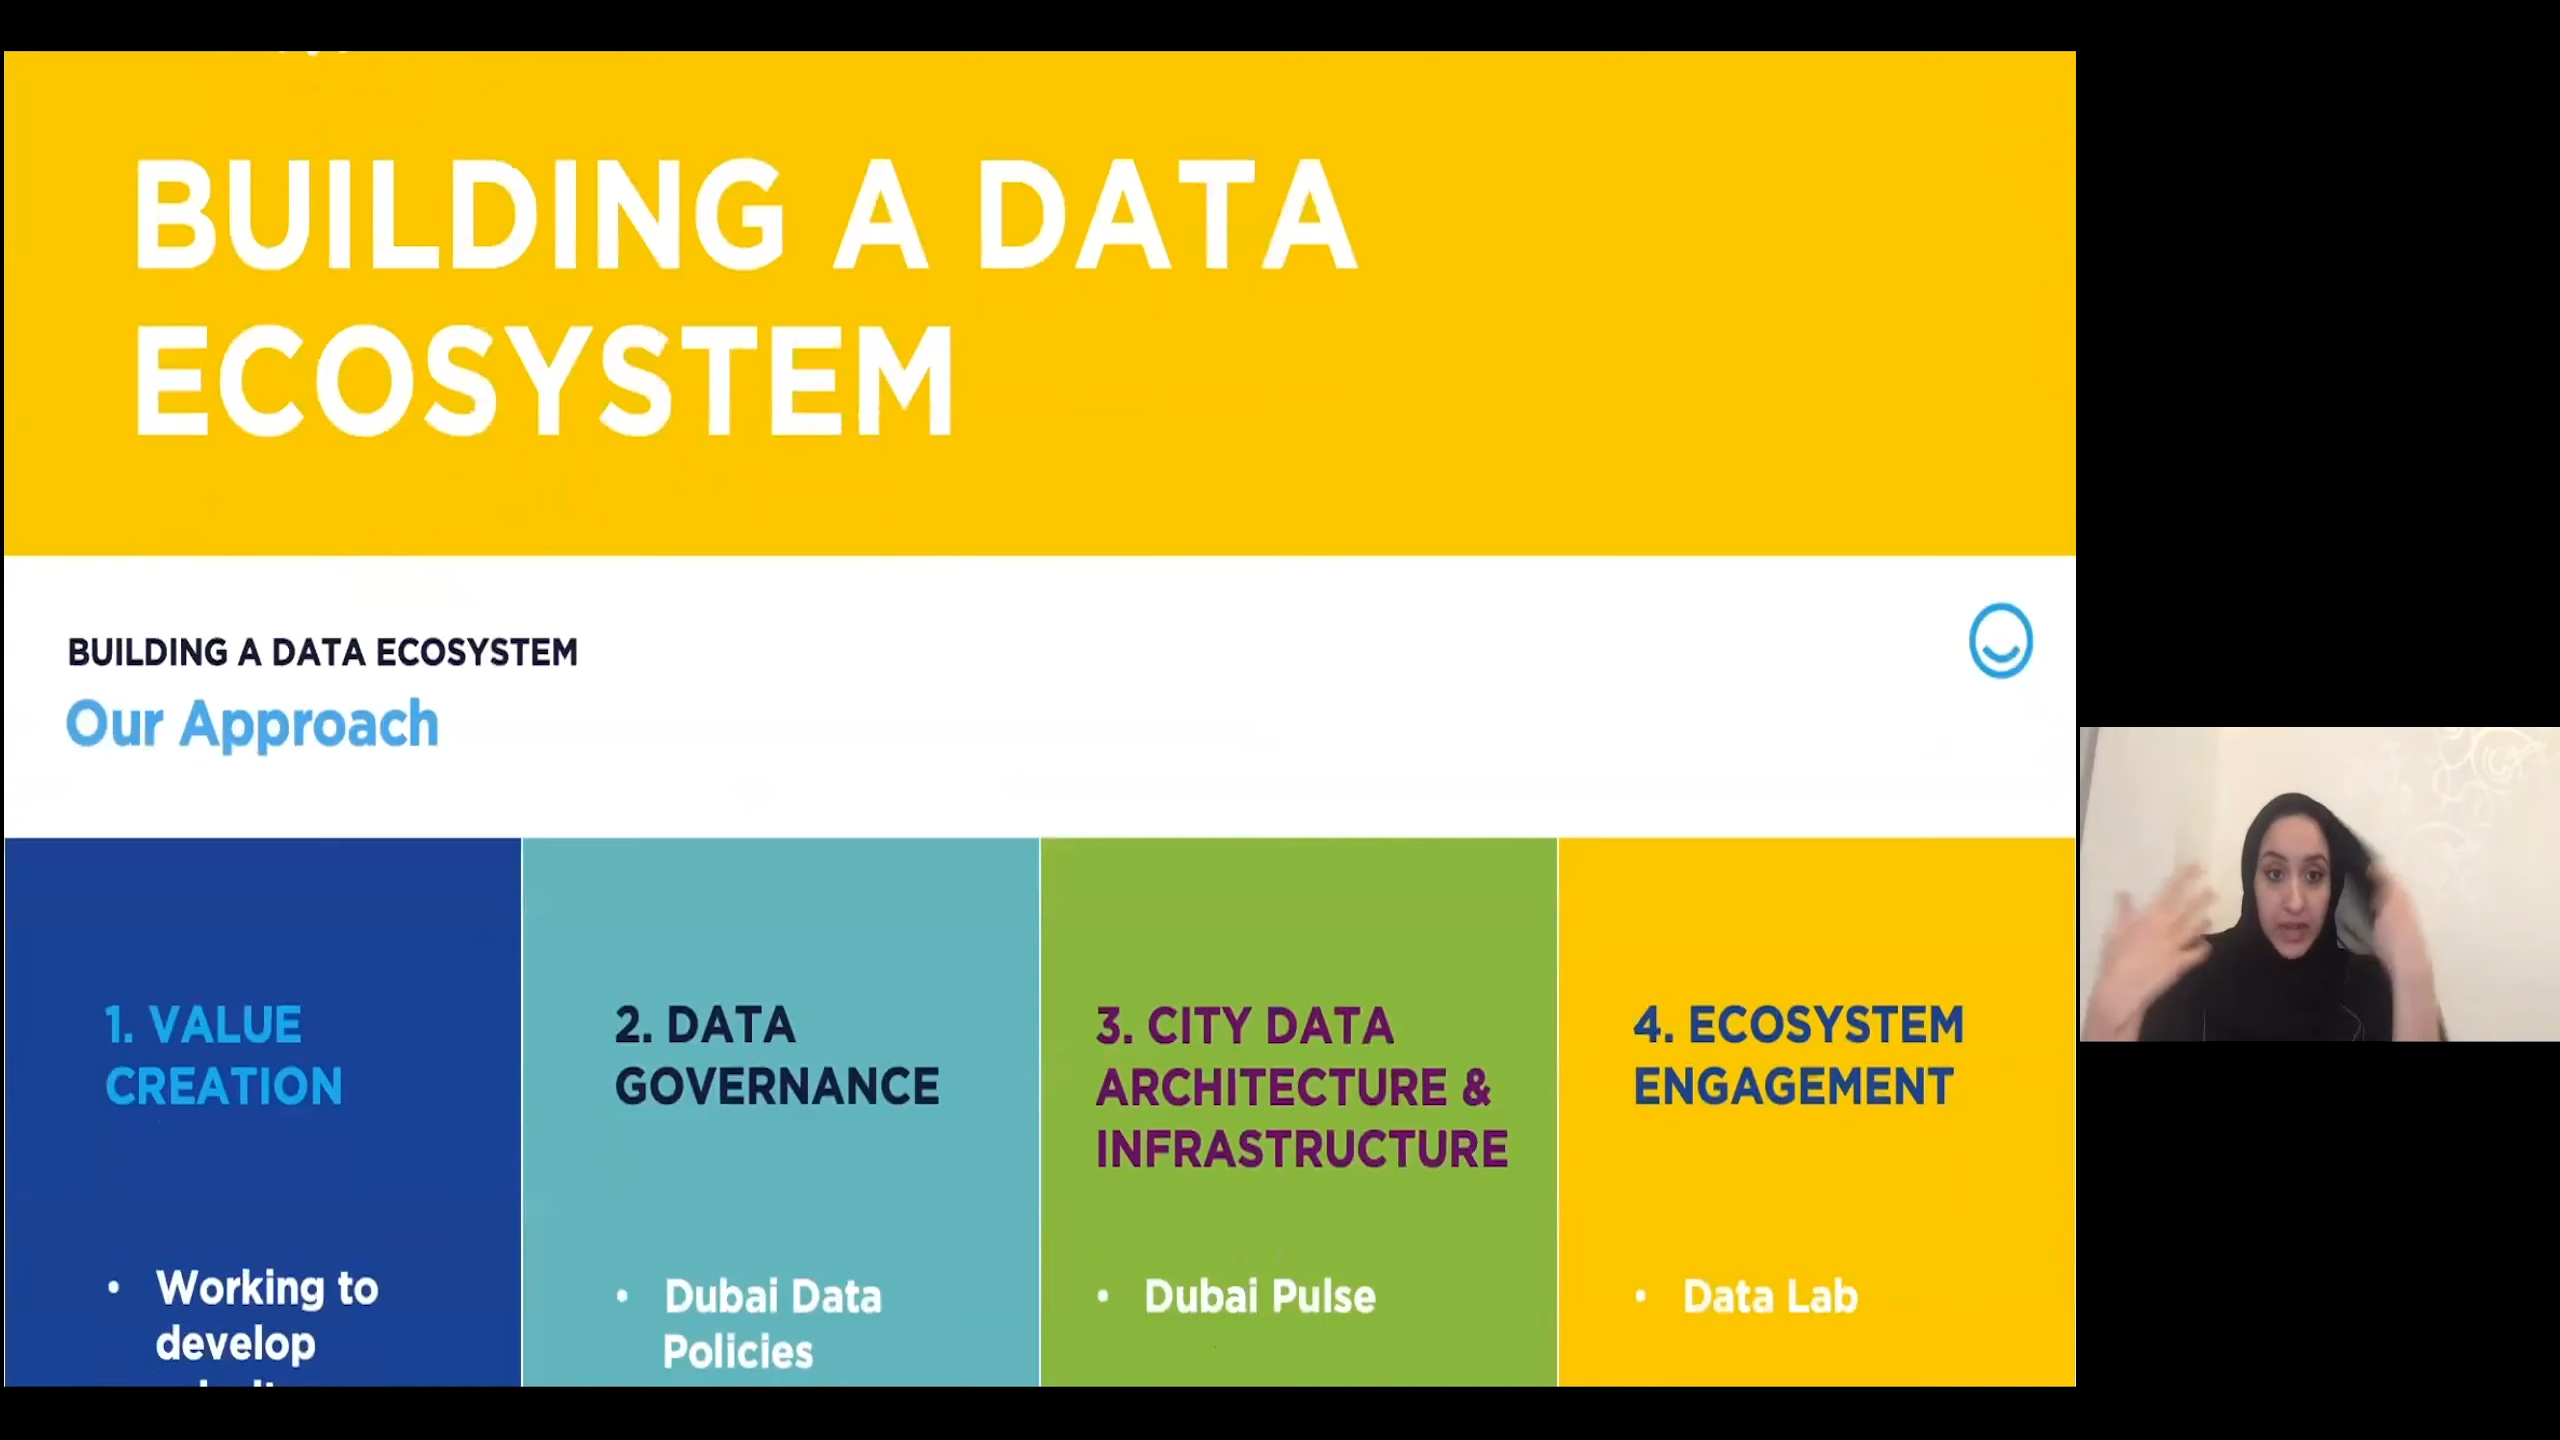 BUILDING A DATA
ECOSYSTEM
BUILDING A DATA ECOSYSTEM
Our Approach
1. VALUE
CREATION
• Working to
develop
2. DATA
GOVERNANCE
• Dubai Data
Policies
3. CITY DATA
ARCHITECTURE &
INFRASTRUCTURE
• Dubai Pulse
4. ECOSYSTEM
ENGAGEMENT
• Data Lab